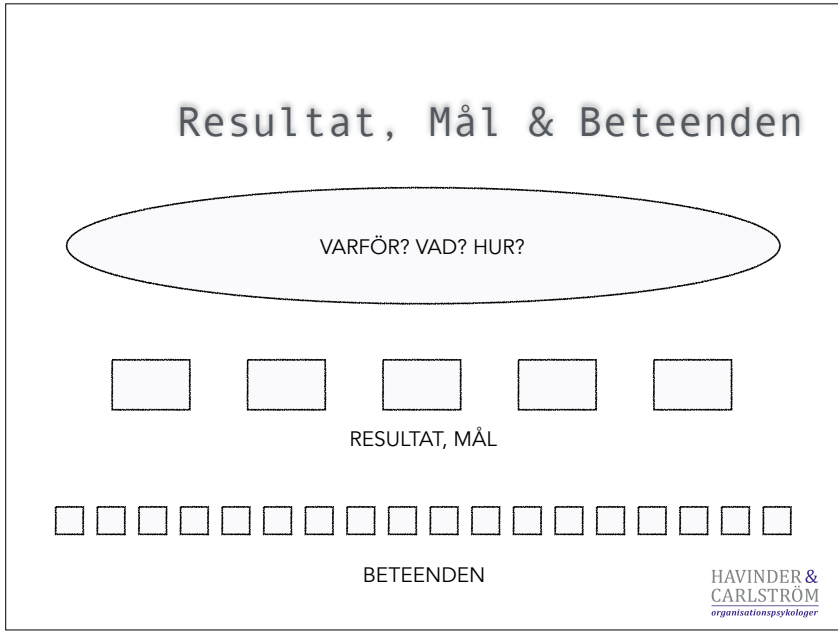 Resultat, Mål & Beteenden
VARFÖR? VAD? HUR?
RESULTAT, MÅL
BETEENDEN
HAVINDER &
CARLSTRÖM
organisationspsykologer